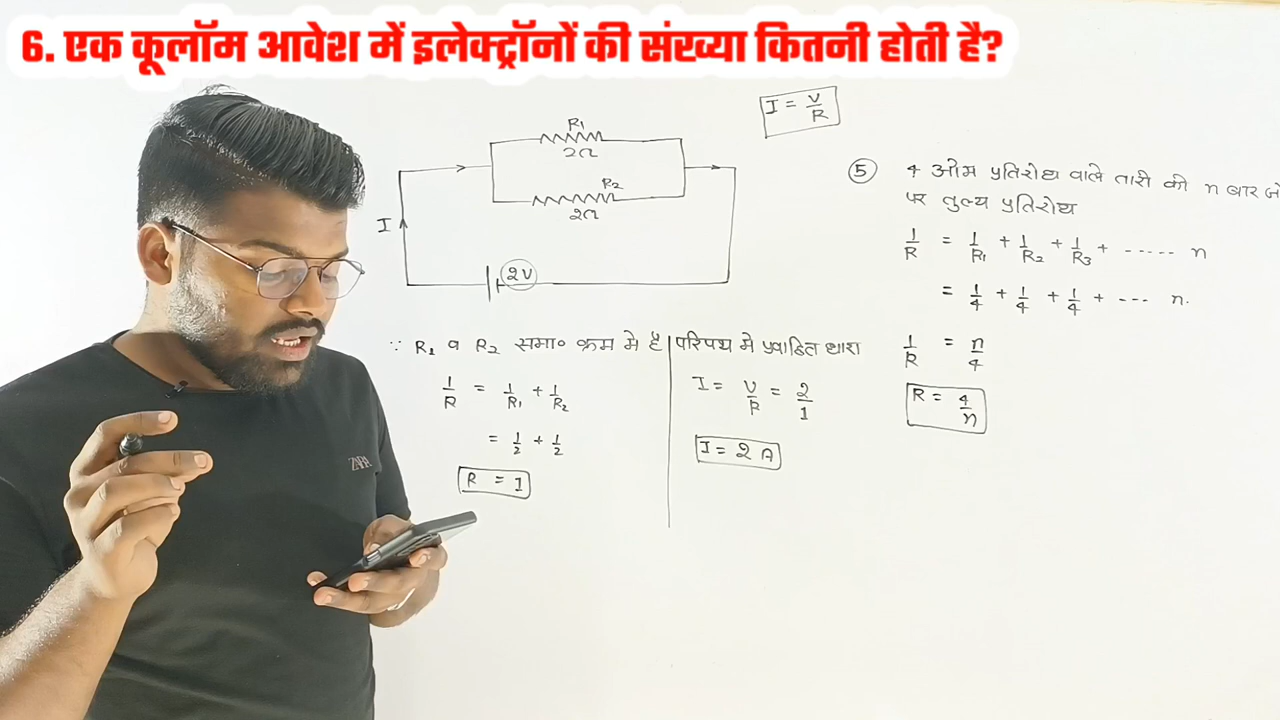 6. एक कूलॉम आवेश में इलेक्ट्रॉनों की संख्या कितनी होती है?
I = V/R
R1
2Ω
R2
2Ω
I
2V
∵ R1 व R2 समा० क्रम मे है
1/R = 1/R1 + 1/R2
= 1/2 + 1/2
R = 1
परिपथ मे प्रवाहित धारा
I = V/R = 2/1
I = 2 A
5 4 ओम प्रतिरोध वाले तारो को n बार
पर तुल्य प्रतिरोध
1/R = 1/R1 + 1/R2 + 1/R3 + ----- n
= 1/4 + 1/4 + 1/4 + --- n.
1/R = n/4
R = 4/n
ZARA